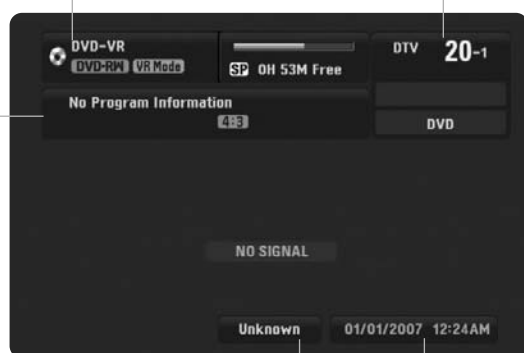 DVD-VR
DVD-RW VR Mode
SP 0H 53M Free
DTV 20-1
No Program Information
4:3
DVD
NO SIGNAL
Unknown 01/01/2007 12:24AM